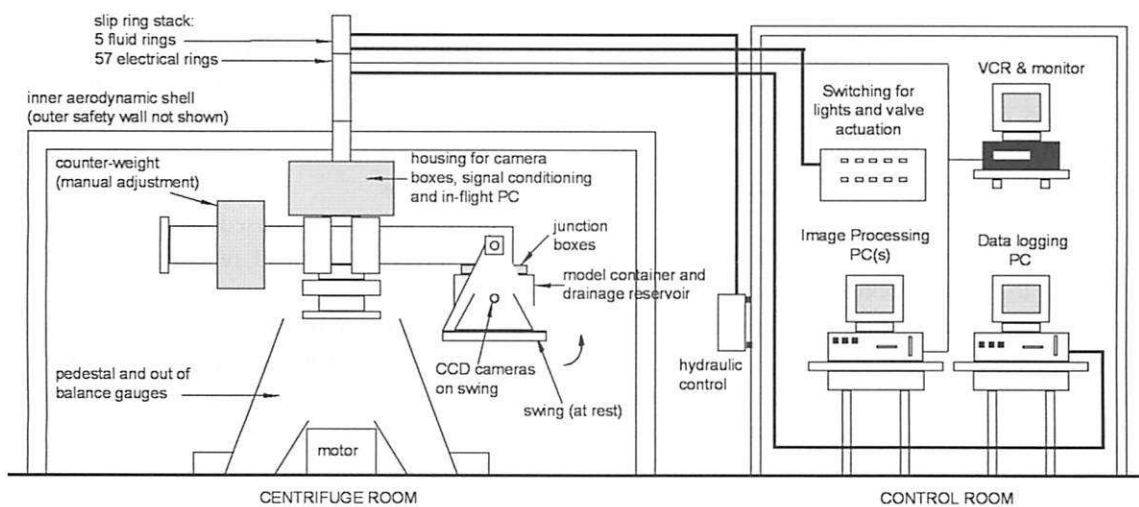 slip ring stack:
5 fluid rings
57 electrical rings
inner aerodynamic shell
(outer safety wall not shown)
counter-weight
(manual adjustment)
housing for camera
boxes, signal conditioning
and in-flight PC
junction
boxes
model container and
drainage reservoir
CCD cameras
on swing
swing (at rest)
pedestal and out of
balance gauges
motor
hydraulic
control
VCR & monitor
Switching for
lights and valve
actuation
Image Processing
PC(s)
Data logging
PC
CENTRIFUGE ROOM
CONTROL ROOM